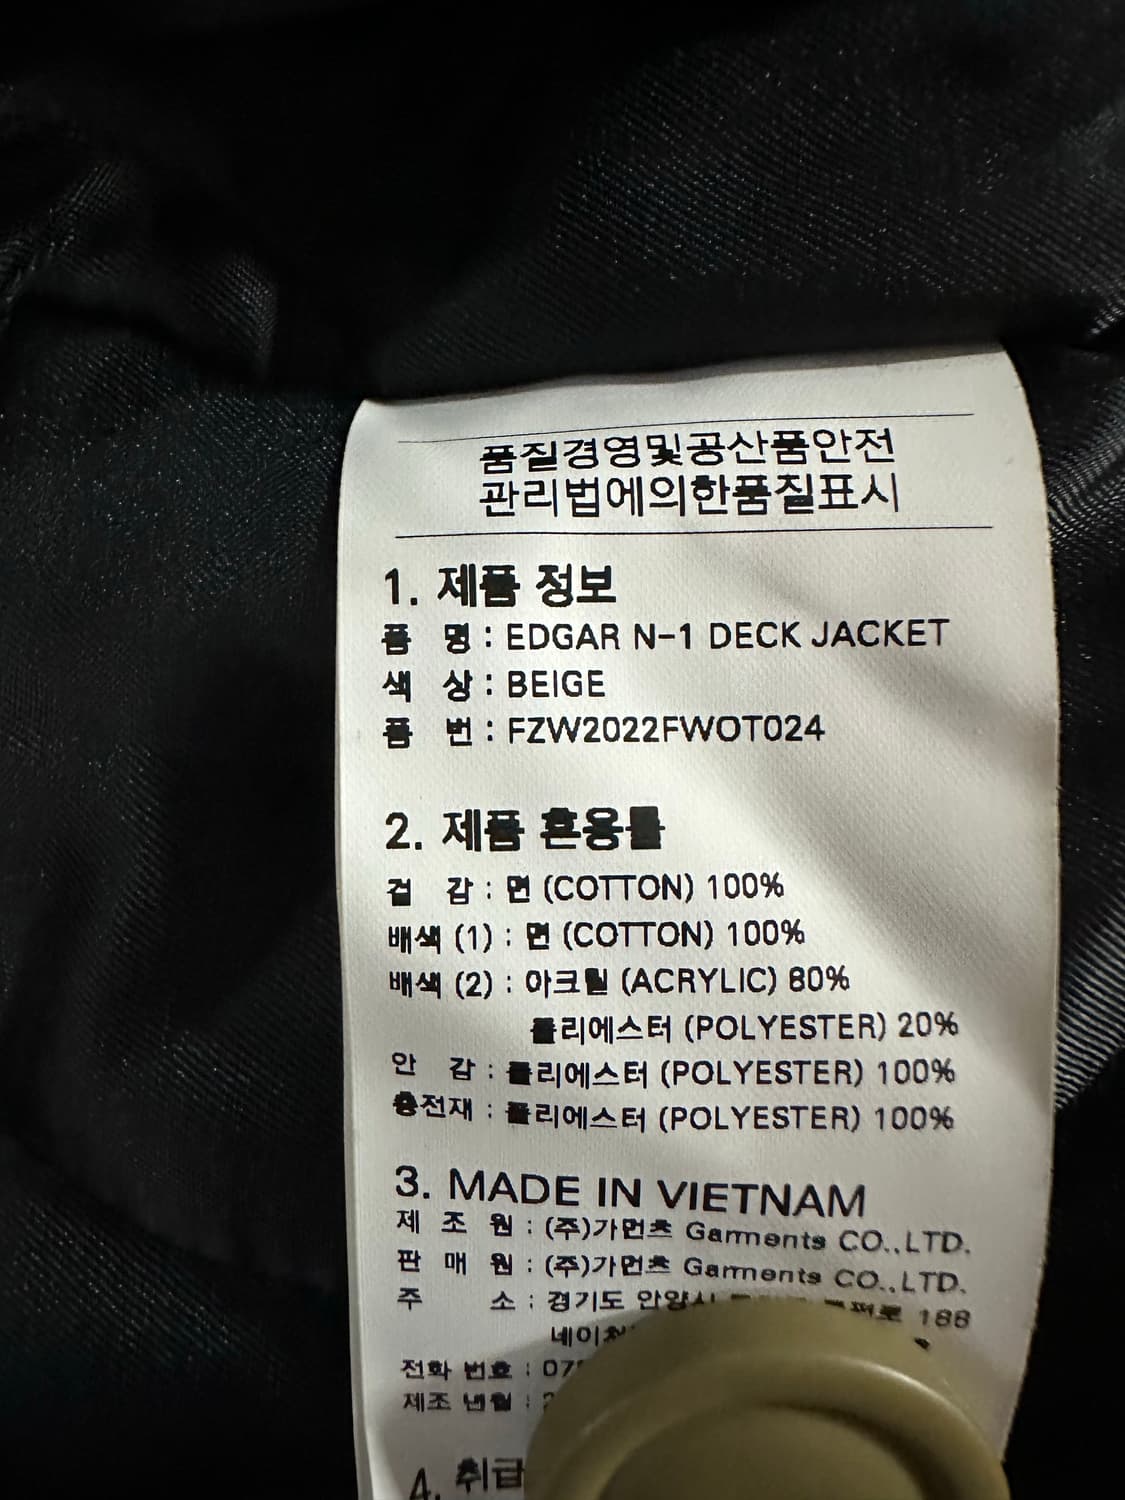 품질경영및공산품안전
관리법에의한품질표시
1. 제품 정보
품 명 : EDGAR N-1 DECK JACKET
색 상 : BEIGE
품 번 : FZW2022FWOT024
2. 제품 혼용률
겉 감 : 면 (COTTON) 100%
배색 (1) : 면 (COTTON) 100%
배색 (2) : 아크릴 (ACRYLIC) 80%
폴리에스터 (POLYESTER) 20%
안 감 : 폴리에스터 (POLYESTER) 100%
충전재 : 폴리에스터 (POLYESTER) 100%
3. MADE IN VIETNAM
제 조 원 : (주)가먼츠 Garments CO.,LTD.
판 매 원 : (주)가먼츠 Garments CO.,LTD.
주 소 : 경기도 안양시 188
전화 번호 :
제조 년월 :
4. 취급